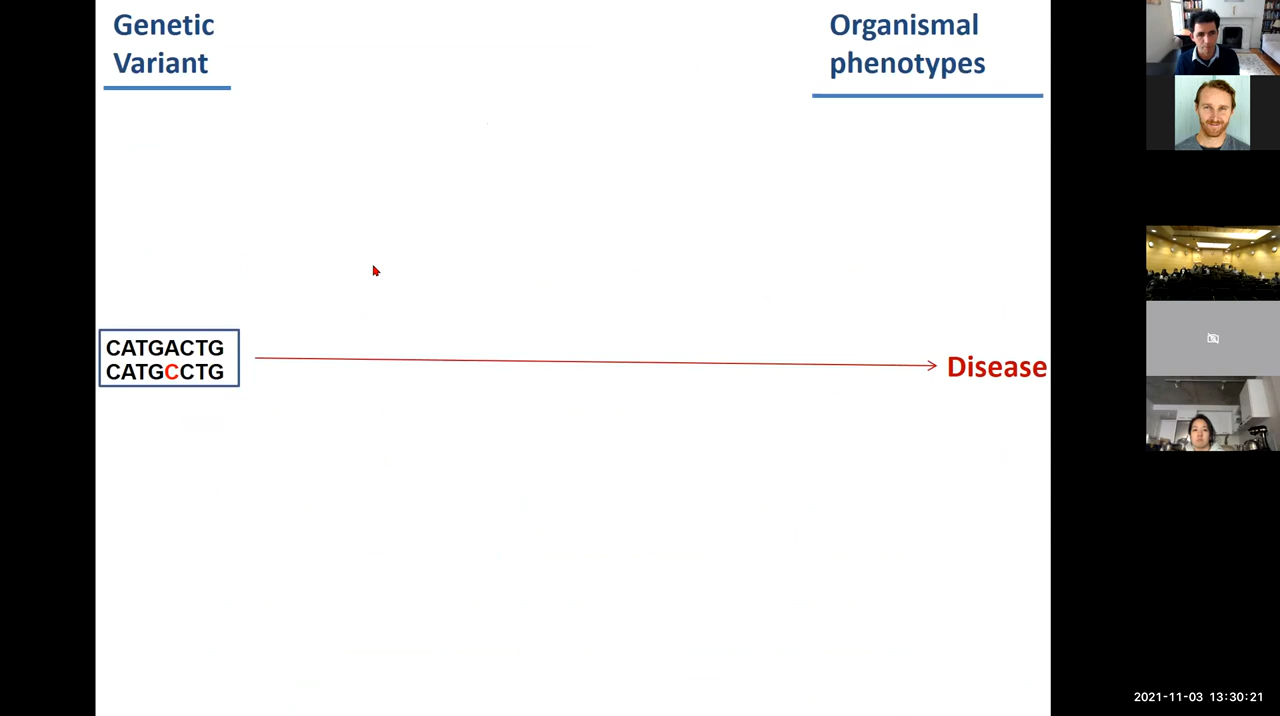 Genetic
Variant
Organismal
phenotypes
CATGACTG
CATGCCTG
Disease
2021-11-03 13:30:21